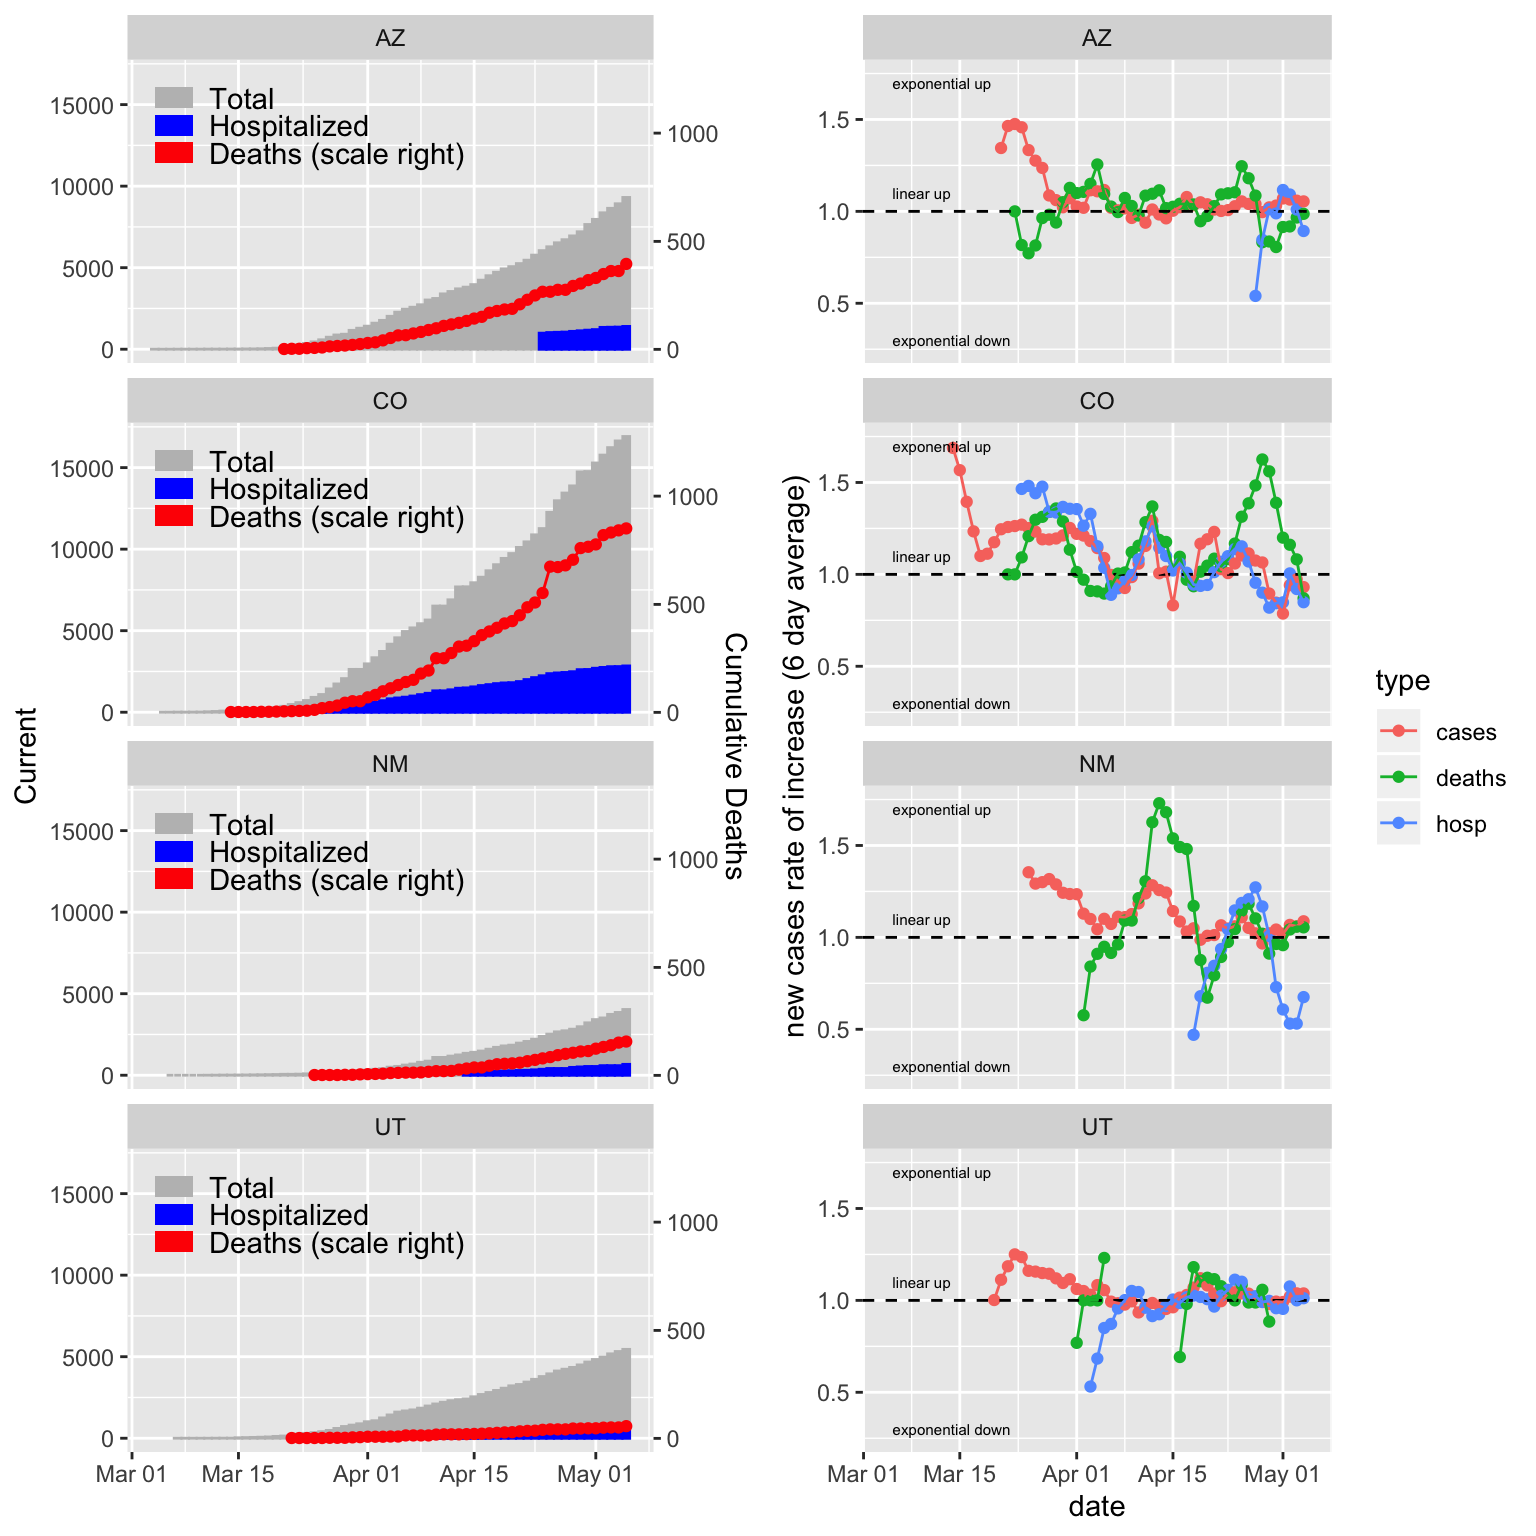 AZ
15000
10000
5000
0
Total
Hospitalized
Deaths (scale right)
1000
500
0
CO
15000
10000
5000
0
Total
Hospitalized
Deaths (scale right)
1000
500
0
NM
15000
10000
5000
0
Total
Hospitalized
Deaths (scale right)
1000
500
0
UT
15000
10000
5000
0
Total
Hospitalized
Deaths (scale right)
1000
500
0
Mar 01 Mar 15 Apr 01 Apr 15 May 01
Current
Cumulative Deaths
AZ
exponential up
1.5
linear up
1.0
0.5
exponential down
CO
exponential up
1.5
linear up
1.0
0.5
exponential down
NM
exponential up
1.5
linear up
1.0
0.5
exponential down
UT
exponential up
1.5
linear up
1.0
0.5
exponential down
Mar 01 Mar 15 Apr 01 Apr 15 May 01
date
new cases rate of increase (6 day average)
type
cases
deaths
hosp